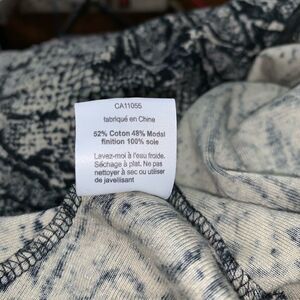 CA11055
fabriqué en Chine
52% Coton 48% Modal
finition 100% soie
Lavez-moi à l'eau froide.
Séchage à plat. Ne pas
nettoyer à sec ou utiliser
de javellisant